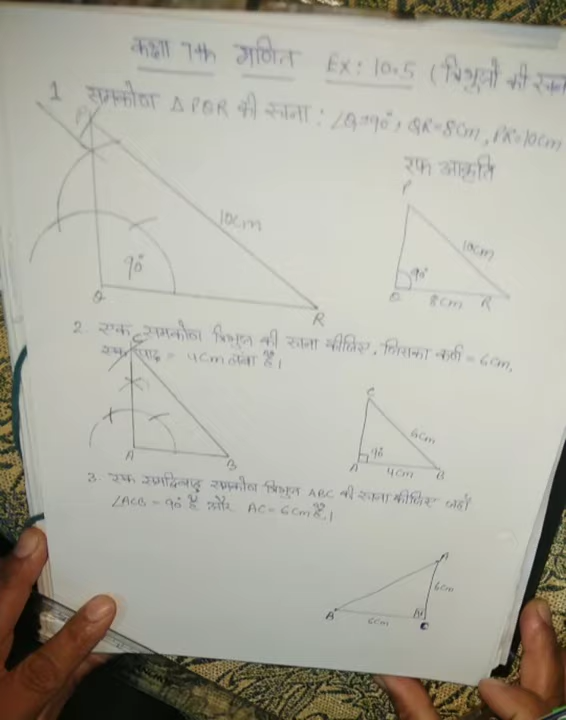 कक्षा 7th गणित Ex: 10.5 (त्रिभुजों की
1 समकोण △PQR की रचना: ∠Q=90°, QR=8cm, PR=10cm
रफ आकृति
P
10cm
90°
Q
R
P
10cm
90°
Q
8cm
R
2. एक समकोण त्रिभुज की रचना कीजिए, जिसका कर्ण = 6cm,
एक पाद = 4cm लंबा है।
C
A
B
C
6cm
90°
A
4cm
B
3. एक समद्विबाहु समकोण त्रिभुज ABC की रचना कीजिए जहाँ
∠ACB = 90° है और AC = 6cm है।
A
6cm
B
6cm
C